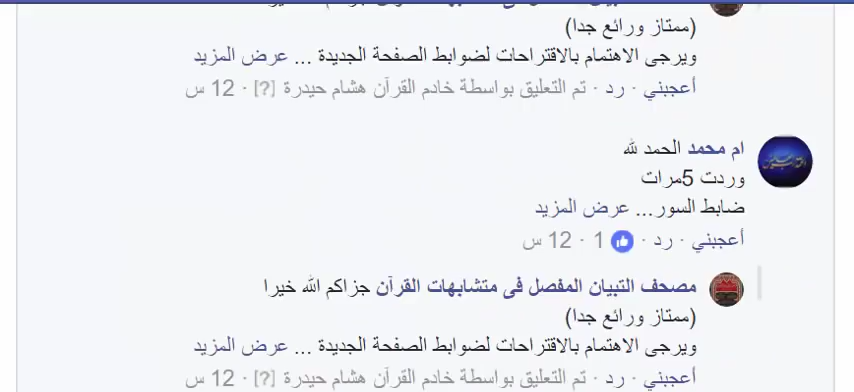 (ممتاز ورائع جدا)
ويرجى الاهتمام بالاقتراحات لضوابط الصفحة الجديدة ... عرض المزيد
أعجبني · رد · تم التعليق بواسطة خادم القرآن هشام حيدرة [?] · 12 س
ام محمد الحمد لله
وردت 5مرات
ضابط السور... عرض المزيد
أعجبني · رد · 1 · 12 س
مصحف التبيان المفصل فى متشابهات القرآن جزاكم الله خيرا
(ممتاز ورائع جدا)
ويرجى الاهتمام بالاقتراحات لضوابط الصفحة الجديدة ... عرض المزيد
أعجبني · رد · تم التعليق بواسطة خادم القرآن هشام حيدرة [?] · 12 س